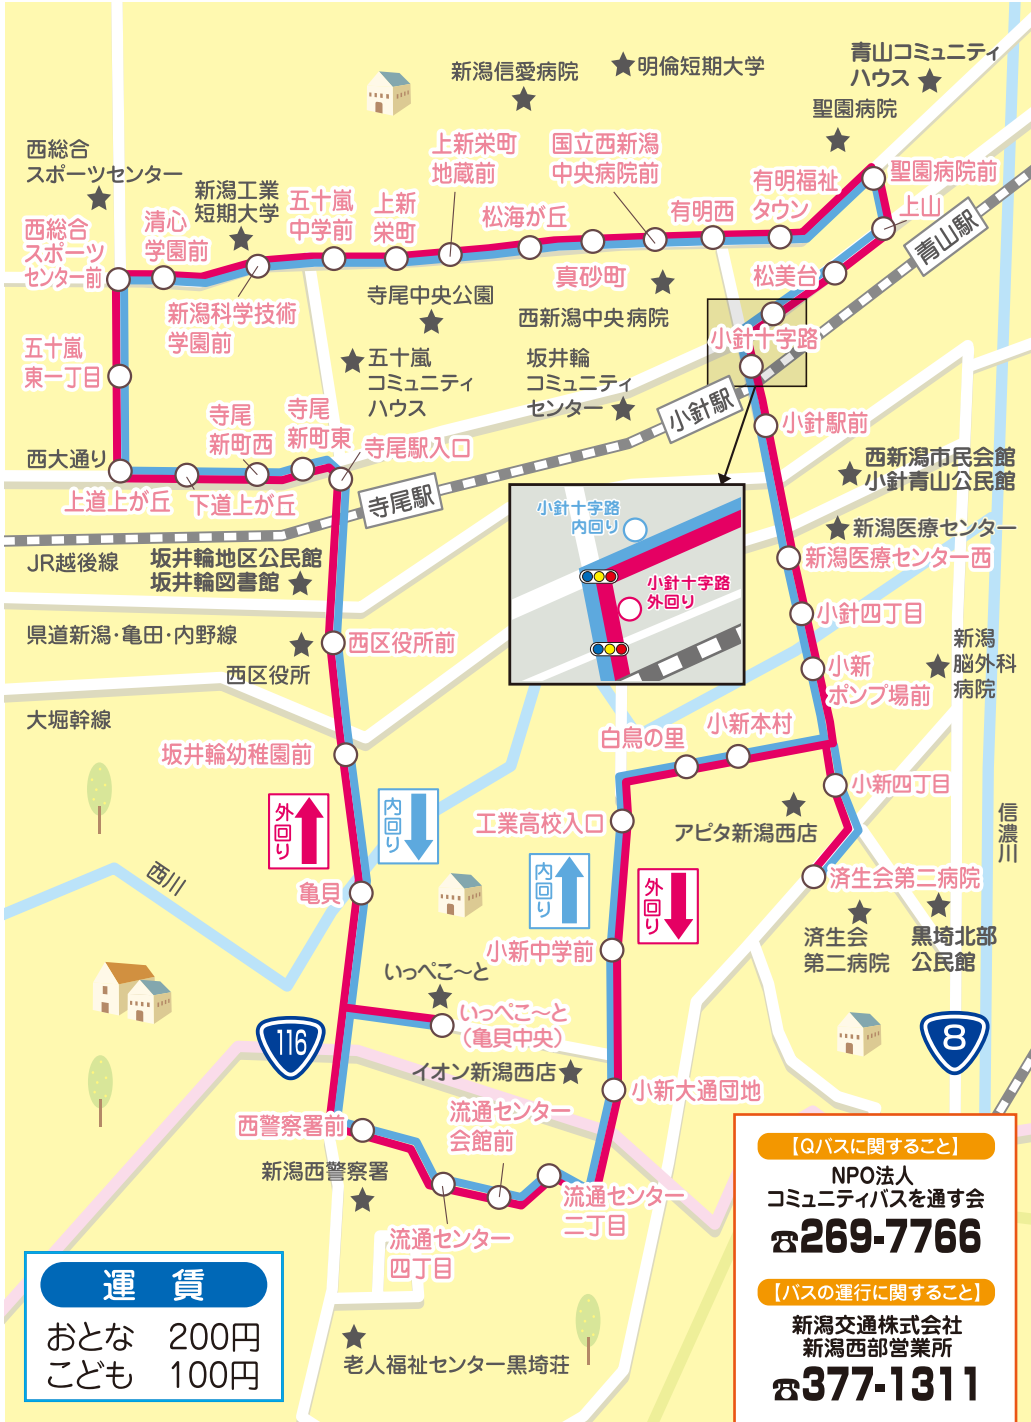 新潟信愛病院
明倫短期大学
青山コミュニティ
ハウス
聖園病院
西総合
スポーツセンター
新潟工業
短期大学
西総合
スポーツ
センター前
清心
学園前
五十嵐
中学前
上新
栄町
上新栄町
地蔵前
松海が丘
国立西新潟
中央病院前
真砂町
有明西
有明福祉
タウン
聖園病院前
上山
青山駅
松美台
新潟科学技術
学園前
寺尾中央公園
西新潟中央病院
小針十字路
五十嵐
東一丁目
五十嵐
コミュニティ
ハウス
坂井輪
コミュニティ
センター
小針駅
小針駅前
寺尾
新町西
寺尾
新町東
寺尾駅入口
西大通り
上道上が丘
下道上が丘
寺尾駅
西新潟市民会館
小針青山公民館
小針十字路
内回り
小針十字路
外回り
新潟医療センター
新潟医療センター西
JR越後線
坂井輪地区公民館
坂井輪図書館
小針四丁目
県道新潟・亀田・内野線
西区役所前
西区役所
小新
ポンプ場前
新潟
脳外科
病院
大堀幹線
坂井輪幼稚園前
白鳥の里
小新本村
小新四丁目
外回り
内回り
工業高校入口
アピタ新潟西店
信濃川
西川
亀貝
内回り
外回り
済生会第二病院
済生会
第二病院
黒埼北部
公民館
小新中学前
いっぺこ〜と
いっぺこ〜と
(亀貝中央)
116
8
イオン新潟西店
小新大通団地
西警察署前
流通センター
会館前
新潟西警察署
流通センター
二丁目
流通センター
四丁目
老人福祉センター黒埼荘
運賃
おとな 200円
こども 100円
【Qバスに関すること】
NPO法人
コミュニティバスを通す会
☎269-7766
【バスの運行に関すること】
新潟交通株式会社
新潟西部営業所
☎377-1311